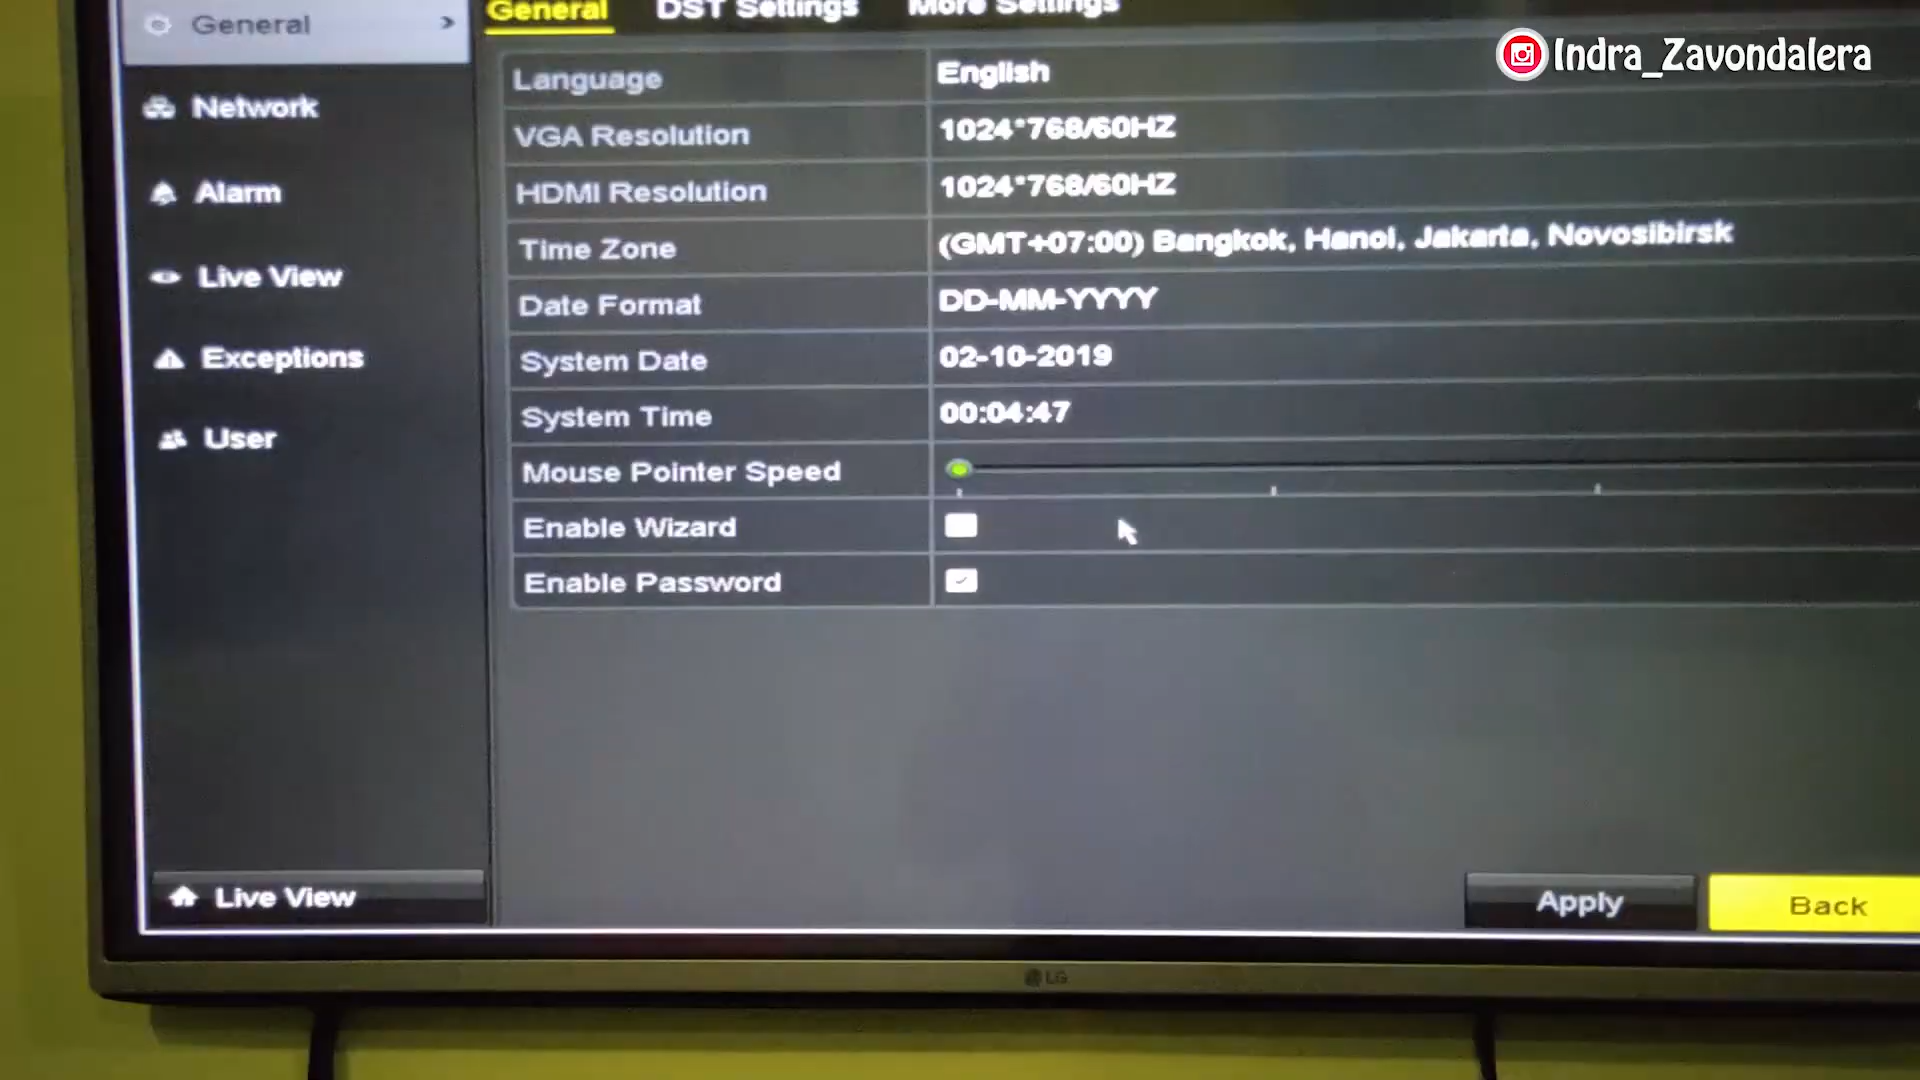 General > General DST Settings More Settings
Indra_Zavondalera
Language English
Network
VGA Resolution 1024*768/60HZ
Alarm
HDMI Resolution 1024*768/60HZ
Time Zone (GMT+07:00) Bangkok, Hanoi, Jakarta, Novosibirsk
Live View
Date Format DD-MM-YYYY
Exceptions
System Date 02-10-2019
User
System Time 00:04:47
Mouse Pointer Speed
Enable Wizard
Enable Password
Live View
Apply Back
LG